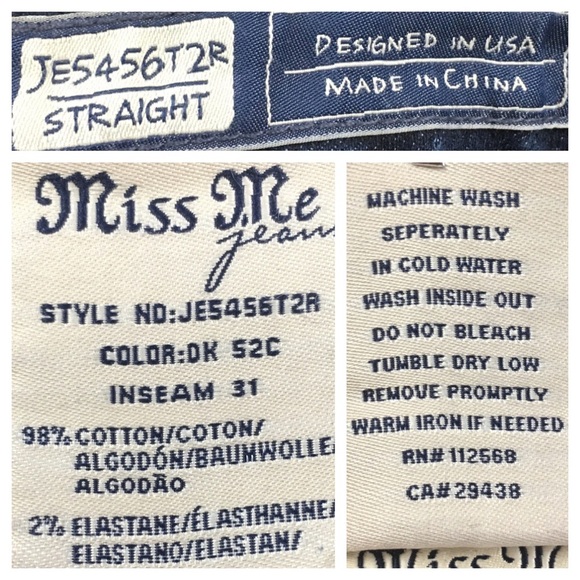 JE5456T2R
STRAIGHT
DESIGNED IN USA
MADE IN CHINA
Miss Me
jeans
STYLE NO:JE5456T2R
COLOR:DK 52C
INSEAM 31
98% COTTON/COTON/
ALGODÓN/BAUMWOLLE/
ALGODÃO
2% ELASTANE/ÉLASTHANNE/
ELASTANO/ELASTAN/
MACHINE WASH
SEPERATELY
IN COLD WATER
WASH INSIDE OUT
DO NOT BLEACH
TUMBLE DRY LOW
REMOVE PROMPTLY
WARM IRON IF NEEDED
RN# 112568
CA# 29438
Miss M